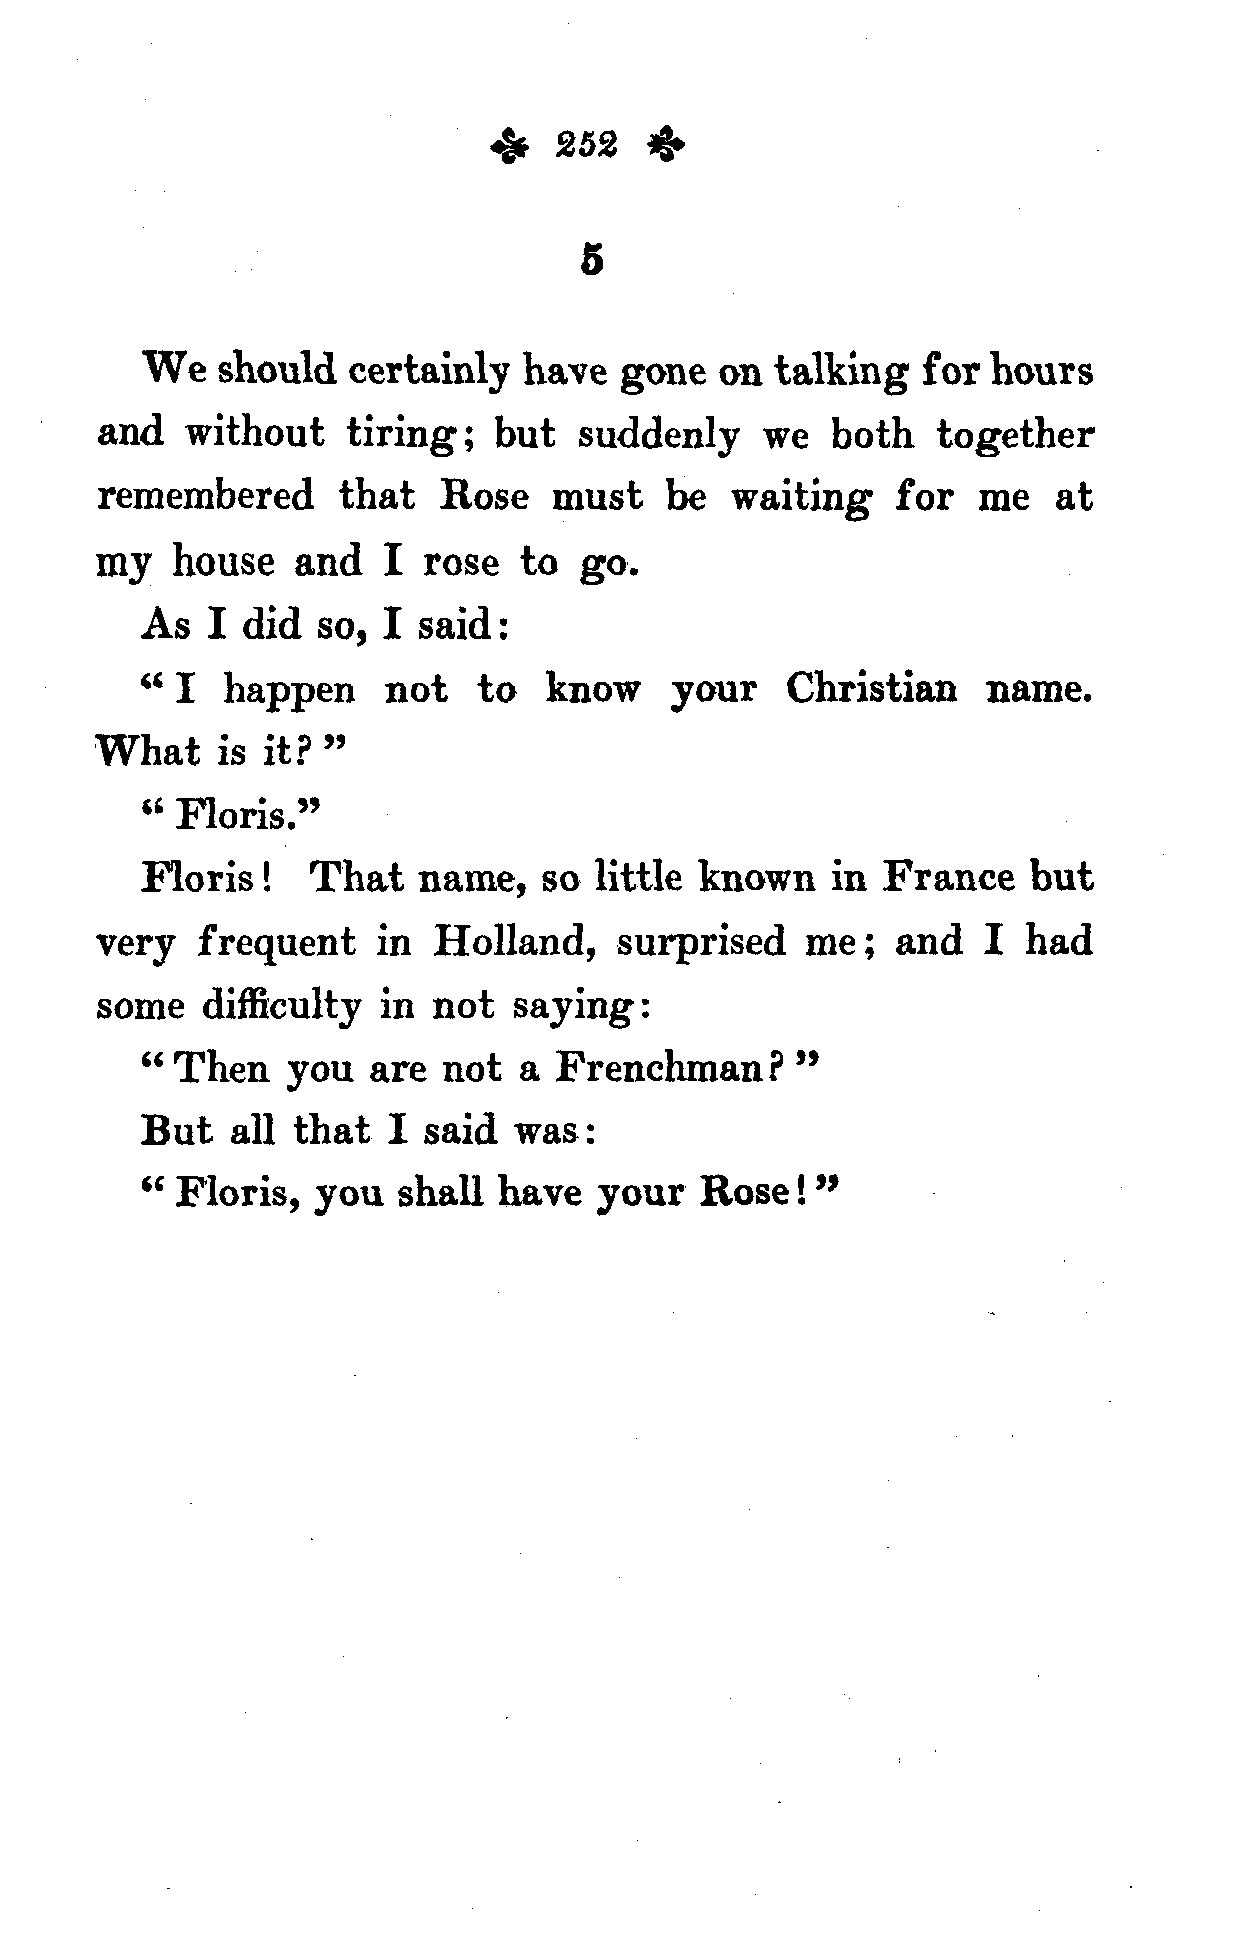 252
5
We should certainly have gone on talking for hours
and without tiring; but suddenly we both together
remembered that Rose must be waiting for me at
my house and I rose to go.
As I did so, I said:
“I happen not to know your Christian name.
What is it?”
“Floris.”
Floris! That name, so little known in France but
very frequent in Holland, surprised me; and I had
some difficulty in not saying:
“Then you are not a Frenchman?”
But all that I said was:
“Floris, you shall have your Rose!”